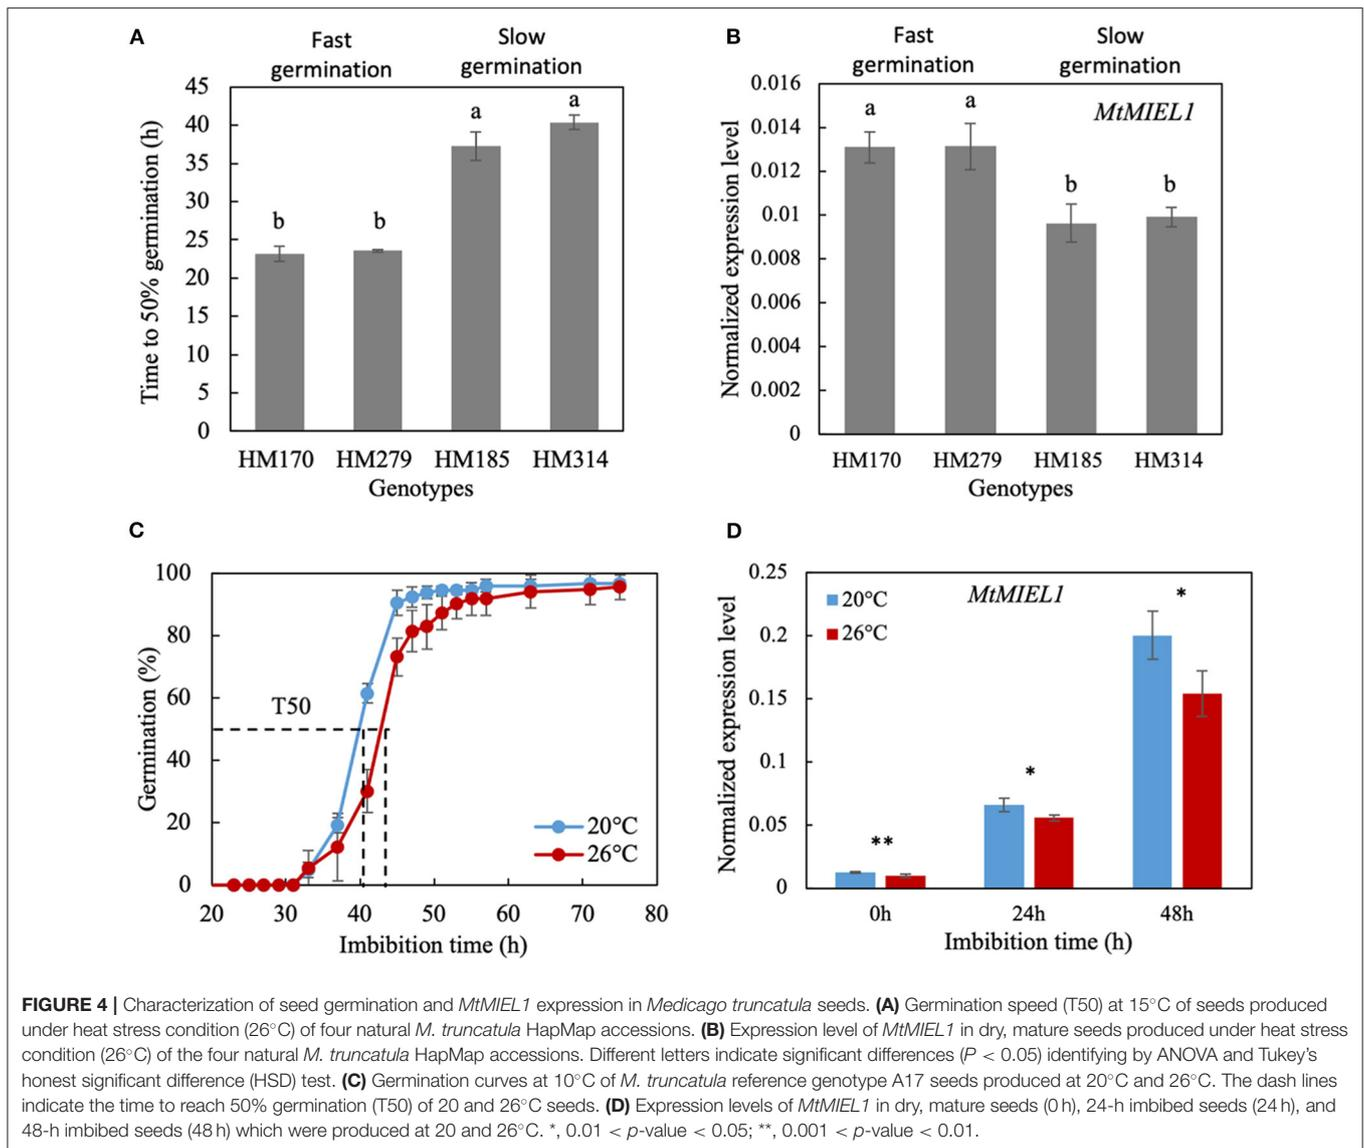 A
Fast
germination
Slow
germination
45
40
35
30
25
20
15
10
5
0
Time to 50% germination (h)
b
b
a
a
HM170 HM279 HM185 HM314
Genotypes
B
Fast
germination
Slow
germination
0.016
0.014
0.012
0.01
0.008
0.006
0.004
0.002
0
Normalized expression level
MtMIEL1
a
a
b
b
HM170 HM279 HM185 HM314
Genotypes
C
100
80
60
40
20
0
Germination (%)
T50
20°C
26°C
20 30 40 50 60 70 80
Imbibition time (h)
D
0.25
0.2
0.15
0.1
0.05
0
Normalized expression level
20°C
26°C
MtMIEL1
**
*
*
0h 24h 48h
Imbibition time (h)
FIGURE 4 | Characterization of seed germination and MtMIEL1 expression in Medicago truncatula seeds. (A) Germination speed (T50) at 15°C of seeds produced
under heat stress condition (26°C) of four natural M. truncatula HapMap accessions. (B) Expression level of MtMIEL1 in dry, mature seeds produced under heat stress
condition (26°C) of the four natural M. truncatula HapMap accessions. Different letters indicate significant differences (P < 0.05) identifying by ANOVA and Tukey's
honest significant difference (HSD) test. (C) Germination curves at 10°C of M. truncatula reference genotype A17 seeds produced at 20°C and 26°C. The dash lines
indicate the time to reach 50% germination (T50) of 20 and 26°C seeds. (D) Expression levels of MtMIEL1 in dry, mature seeds (0 h), 24-h imbibed seeds (24 h), and
48-h imbibed seeds (48 h) which were produced at 20 and 26°C. *, 0.01 < p-value < 0.05; **, 0.001 < p-value < 0.01.